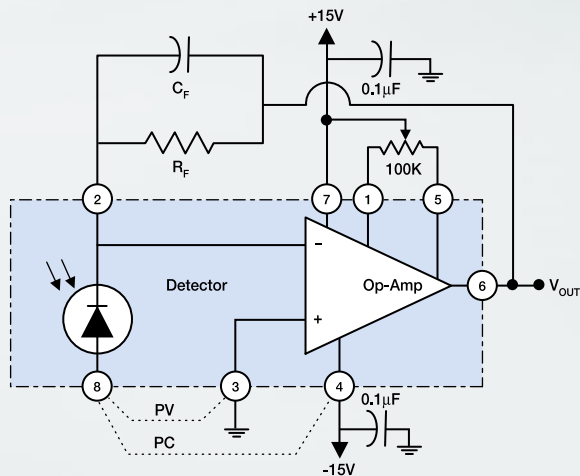 +15V
C_F
0.1µF
R_F
100K
2
7
1
5
−
Detector
Op-Amp
6
V_OUT
+
8
3
4
PV
0.1µF
PC
-15V